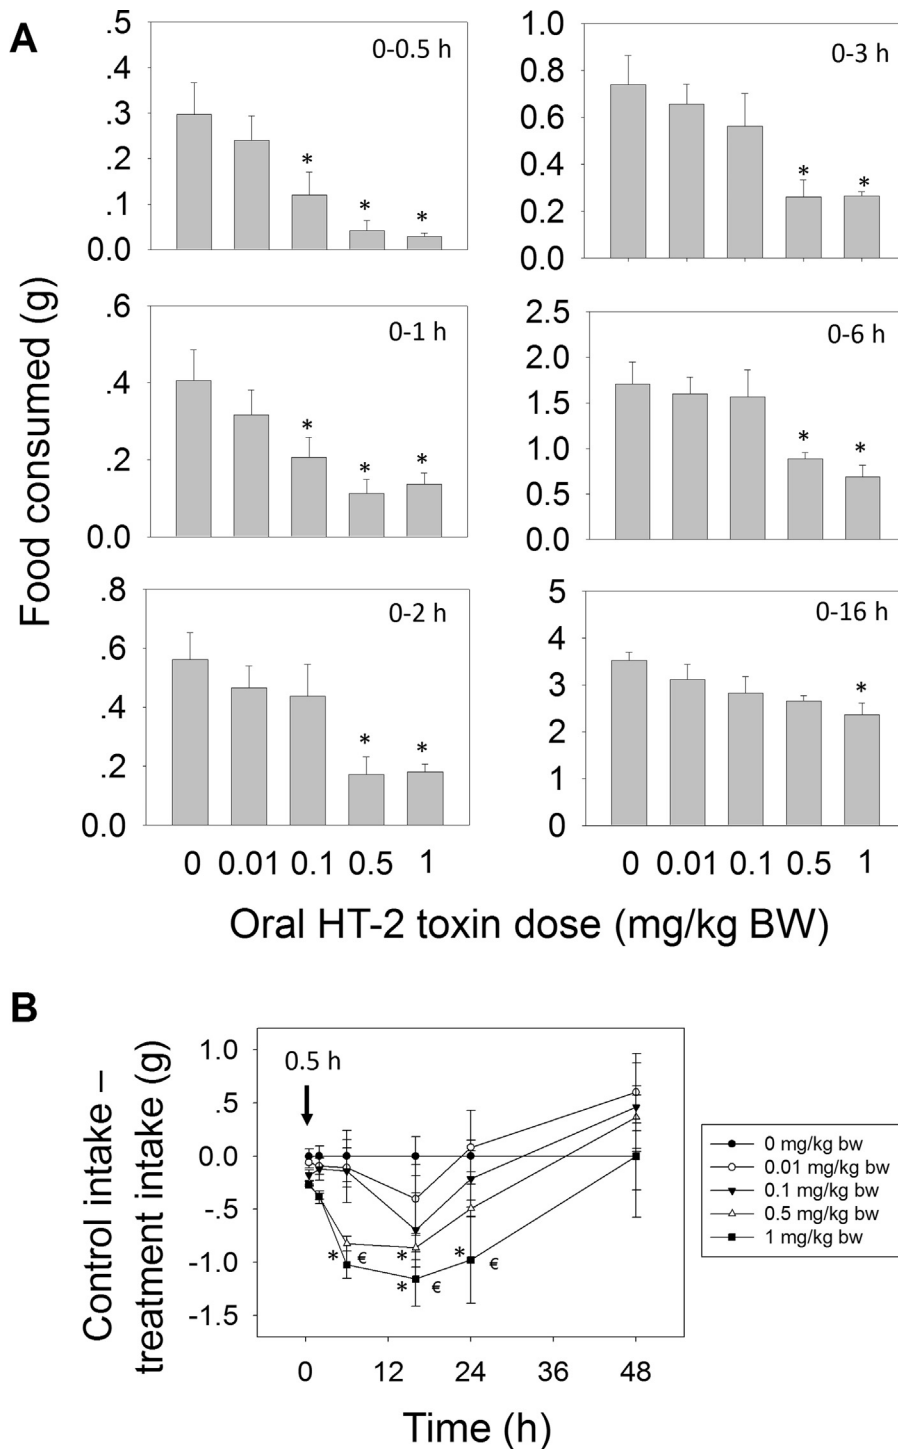 A
Food consumed (g)
.5
.4
.3
.2
.1
0.0
0-0.5 h
*
*
*
1.0
0.8
0.6
0.4
0.2
0.0
0-3 h
*
*
.6
.4
.2
0.0
0-1 h
*
*
*
2.5
2.0
1.5
1.0
0.5
0.0
0-6 h
*
*
.8
.6
.4
.2
0.0
0-2 h
*
*
0 0.01 0.1 0.5 1
5
4
3
2
1
0
0-16 h
*
0 0.01 0.1 0.5 1
Oral HT-2 toxin dose (mg/kg BW)
B
Control intake –
treatment intake (g)
1.0
.5
0.0
-.5
-1.0
-1.5
0.5 h
* € * * € * €
0 12 24 36 48
Time (h)
0 mg/kg bw
0.01 mg/kg bw
0.1 mg/kg bw
0.5 mg/kg bw
1 mg/kg bw